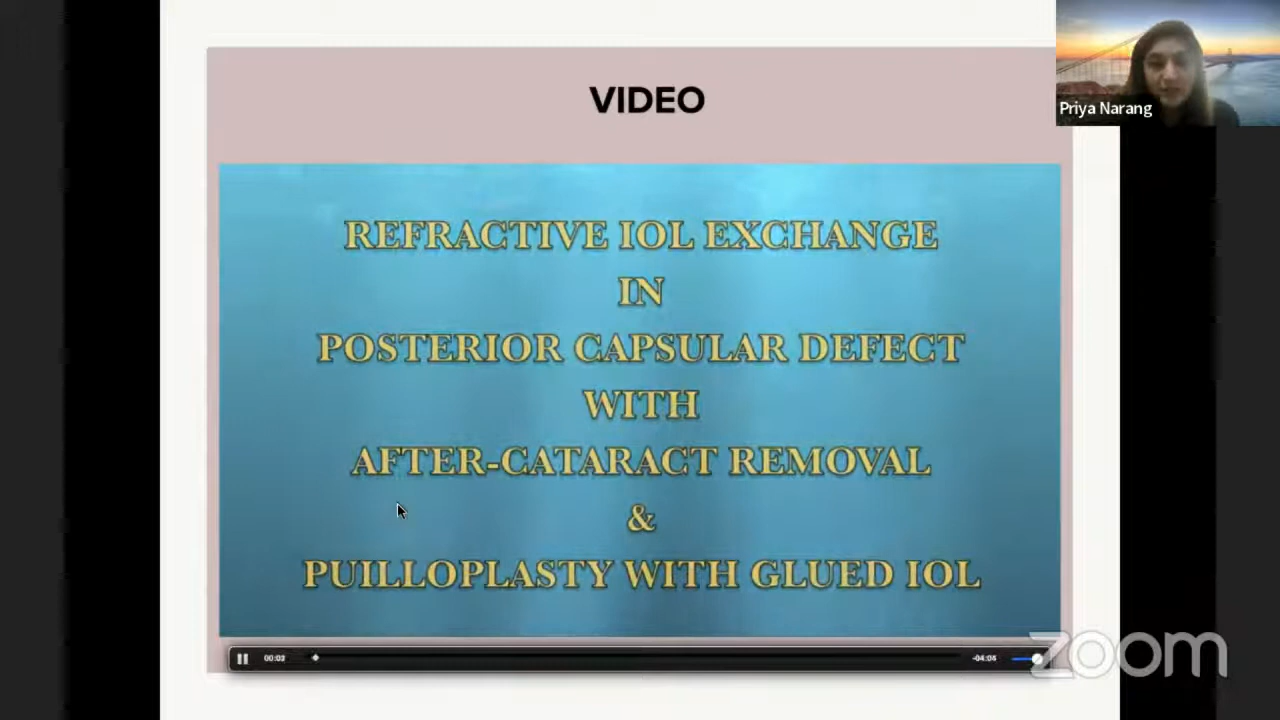 VIDEO
Priya Narang
REFRACTIVE IOL EXCHANGE
IN
POSTERIOR CAPSULAR DEFECT
WITH
AFTER-CATARACT REMOVAL
&
PUILLOPLASTY WITH GLUED IOL
00:02 -04:05
zoom